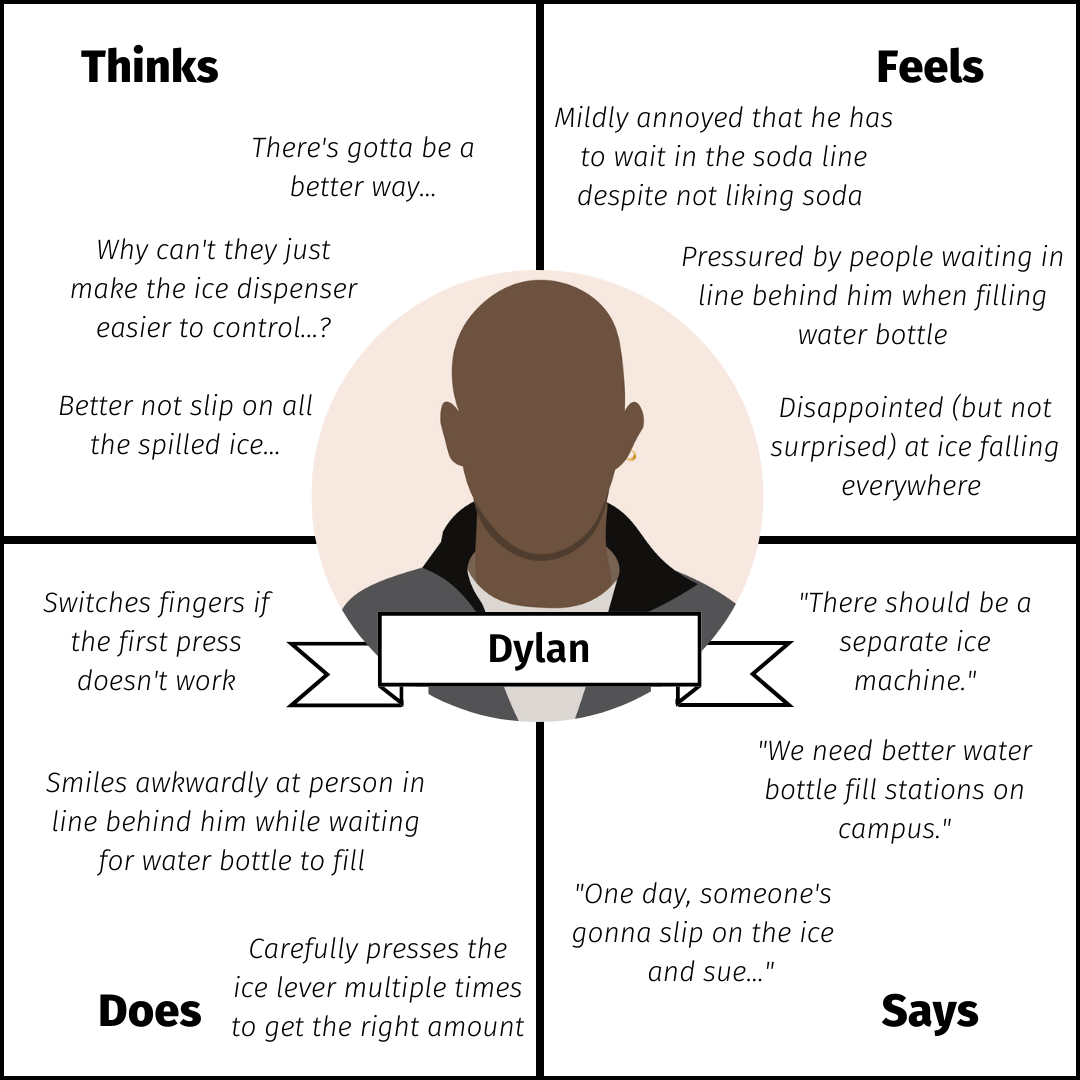 Thinks
There's gotta be a
better way...
Why can't they just
make the ice dispenser
easier to control...?
Better not slip on all
the spilled ice...
Feels
Mildly annoyed that he has
to wait in the soda line
despite not liking soda
Pressured by people waiting in
line behind him when filling
water bottle
Disappointed (but not
surprised) at ice falling
everywhere
Dylan
Switches fingers if
the first press
doesn't work
Smiles awkwardly at person in
line behind him while waiting
for water bottle to fill
Carefully presses the
ice lever multiple times
to get the right amount
Does
"There should be a
separate ice
machine."
"We need better water
bottle fill stations on
campus."
"One day, someone's
gonna slip on the ice
and sue..."
Says